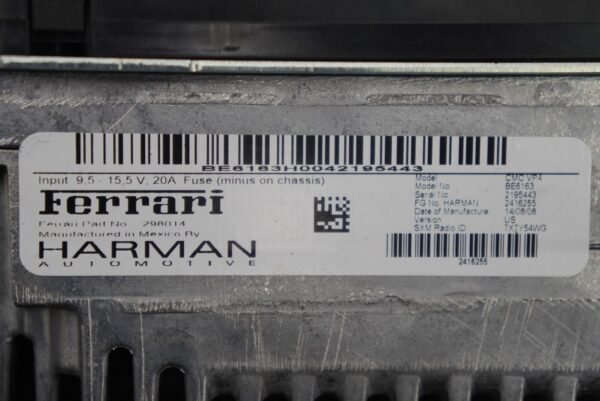 BE6163H0042195443
Input 9,5 - 15,5 V, 20A Fuse (minus on chassis)
Ferrari
Ferrari Part No. 298014
Manufactured in Mexico By
HARMAN
AUTOMOTIVE
Model CMC VP4
Model No. BE6163
Serial No. 2195443
FG No. HARMAN 2416255
Date of Manufacture 14/08/08
Version US
SXM Radio ID 7X7Y54WG
2416255